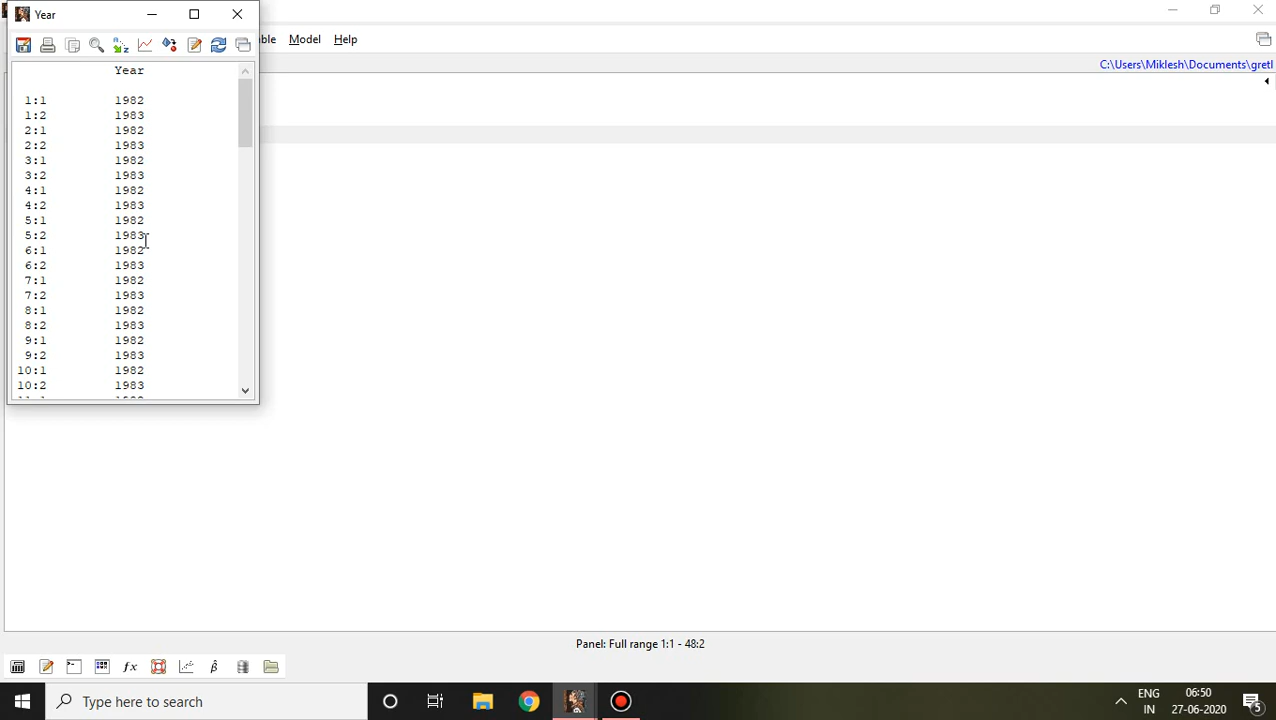 Year
able Model Help
C:\Users\Miklesh\Documents\gretl
Year
1:1 1982
1:2 1983
2:1 1982
2:2 1983
3:1 1982
3:2 1983
4:1 1982
4:2 1983
5:1 1982
5:2 1983
6:1 1982
6:2 1983
7:1 1982
7:2 1983
8:1 1982
8:2 1983
9:1 1982
9:2 1983
10:1 1982
10:2 1983
Panel: Full range 1:1 - 48:2
fx
β̂
Type here to search
ENG 06:50
IN 27-06-2020
5